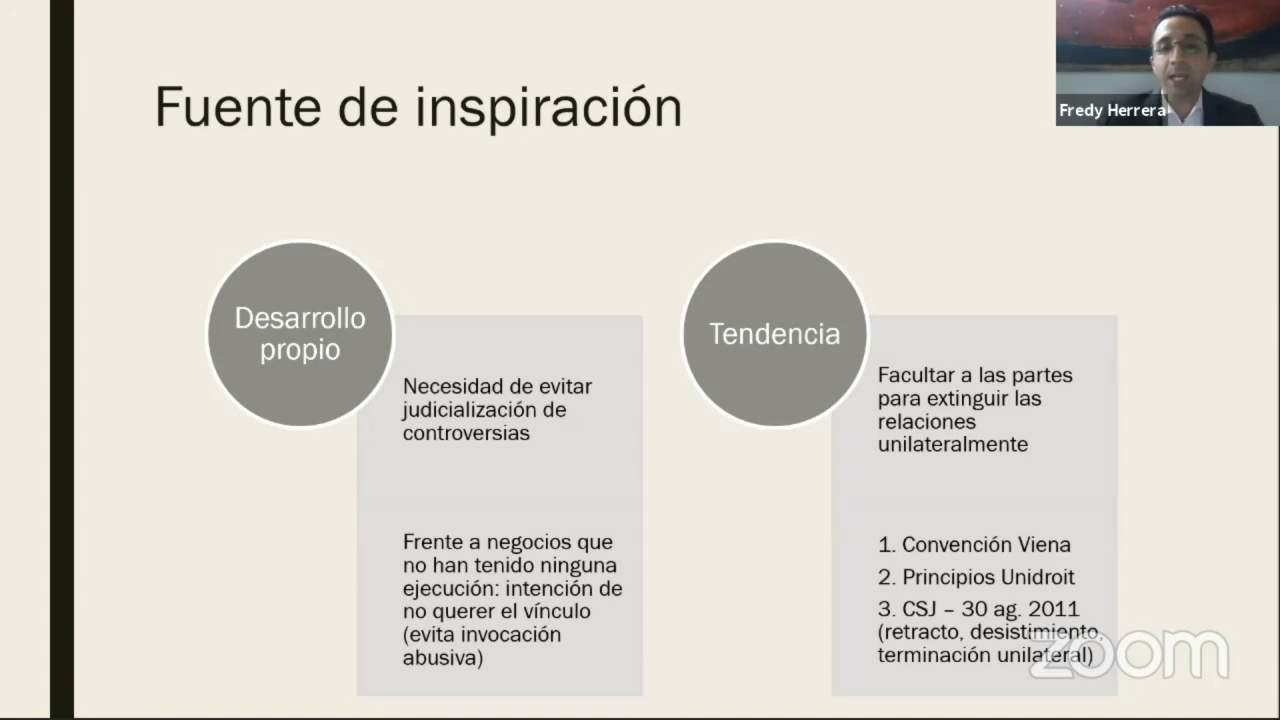 Fuente de inspiración
Fredy Herrera
Desarrollo
propio
Necesidad de evitar
judicialización de
controversias
Frente a negocios que
no han tenido ninguna
ejecución: intención de
no querer el vínculo
(evita invocación
abusiva)
Tendencia
Facultar a las partes
para extinguir las
relaciones
unilateralmente
1. Convención Viena
2. Principios Unidroit
3. CSJ – 30 ag. 2011
(retracto, desistimiento,
terminación unilateral)
zoom